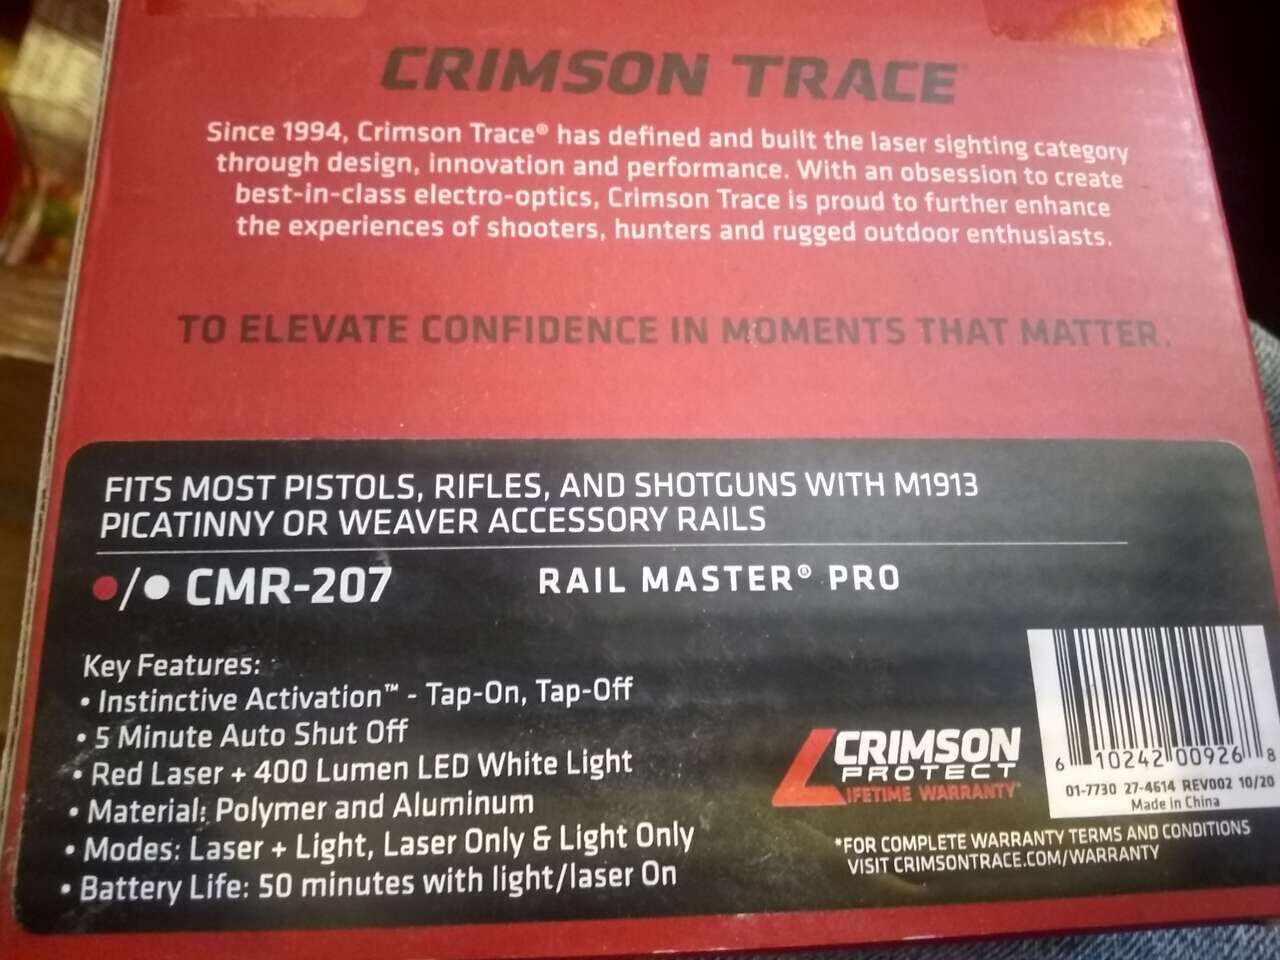 CRIMSON TRACE
Since 1994, Crimson Trace® has defined and built the laser sighting category
through design, innovation and performance. With an obsession to create
best-in-class electro-optics, Crimson Trace is proud to further enhance
the experiences of shooters, hunters and rugged outdoor enthusiasts.
TO ELEVATE CONFIDENCE IN MOMENTS THAT MATTER.
FITS MOST PISTOLS, RIFLES, AND SHOTGUNS WITH M1913
PICATINNY OR WEAVER ACCESSORY RAILS
●/● CMR-207 RAIL MASTER® PRO
Key Features:
• Instinctive Activation™ - Tap-On, Tap-Off
• 5 Minute Auto Shut Off
• Red Laser + 400 Lumen LED White Light
• Material: Polymer and Aluminum
• Modes: Laser + Light, Laser Only & Light Only
• Battery Life: 50 minutes with light/laser On
CRIMSON
PROTECT
LIFETIME WARRANTY*
6 10242 00926 8
01-7730 27-4614 REV002 10/20
Made in China
*FOR COMPLETE WARRANTY TERMS AND CONDITIONS
VISIT CRIMSONTRACE.COM/WARRANTY